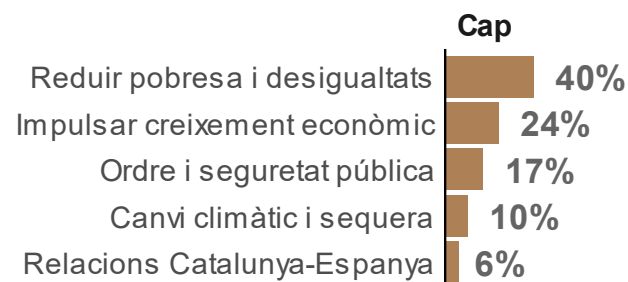 Cap
Reduir pobresa i desigualtats 40%
Impulsar creixement econòmic 24%
Ordre i seguretat pública 17%
Canvi climàtic i sequera 10%
Relacions Catalunya-Espanya 6%